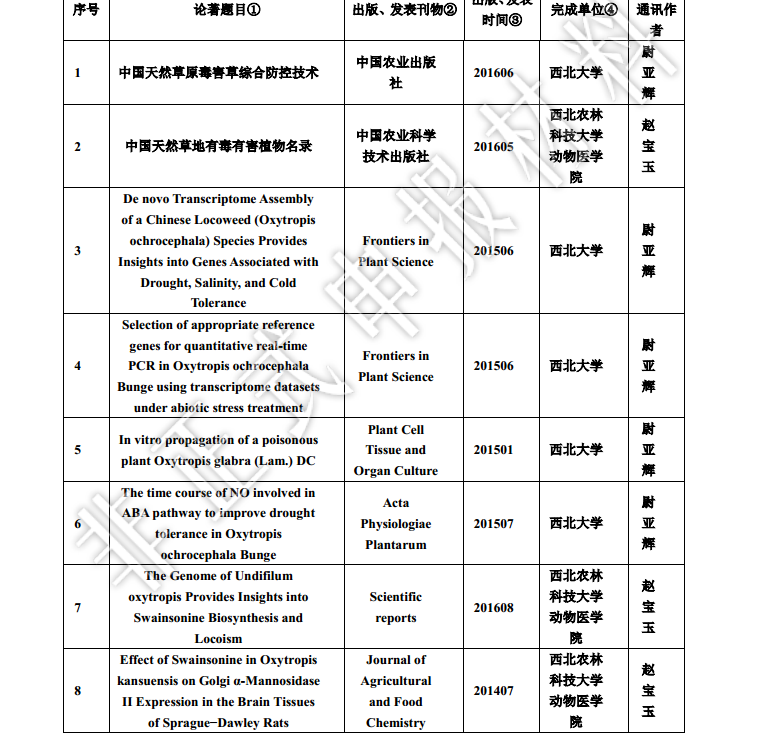 序号
论著题目①
出版、发表刊物②
出版、发表
时间③
完成单位④
通讯作
者
1
中国天然草原毒害草综合防控技术
中国农业出版
社
201606
西北大学
尉
亚
辉
2
中国天然草地有毒有害植物名录
中国农业科学
技术出版社
201605
西北农林
科技大学
动物医学
院
赵
宝
玉
3
De novo Transcriptome Assembly
of a Chinese Locoweed (Oxytropis
ochrocephala) Species Provides
Insights into Genes Associated with
Drought, Salinity, and Cold
Tolerance
Frontiers in
Plant Science
201506
西北大学
尉
亚
辉
4
Selection of appropriate reference
genes for quantitative real-time
PCR in Oxytropis ochrocephala
Bunge using transcriptome datasets
under abiotic stress treatment
Frontiers in
Plant Science
201506
西北大学
尉
亚
辉
5
In vitro propagation of a poisonous
plant Oxytropis glabra (Lam.) DC
Plant Cell
Tissue and
Organ Culture
201501
西北大学
尉
亚
辉
6
The time course of NO involved in
ABA pathway to improve drought
tolerance in Oxytropis
ochrocephala Bunge
Acta
Physiologiae
Plantarum
201507
西北大学
尉
亚
辉
7
The Genome of Undifilum
oxytropis Provides Insights into
Swainsonine Biosynthesis and
Locoism
Scientific
reports
201608
西北农林
科技大学
动物医学
院
赵
宝
玉
8
Effect of Swainsonine in Oxytropis
kansuensis on Golgi α-Mannosidase
II Expression in the Brain Tissues
of Sprague−Dawley Rats
Journal of
Agricultural
and Food
Chemistry
201407
西北农林
科技大学
动物医学
院
赵
宝
玉
非正式申报材料